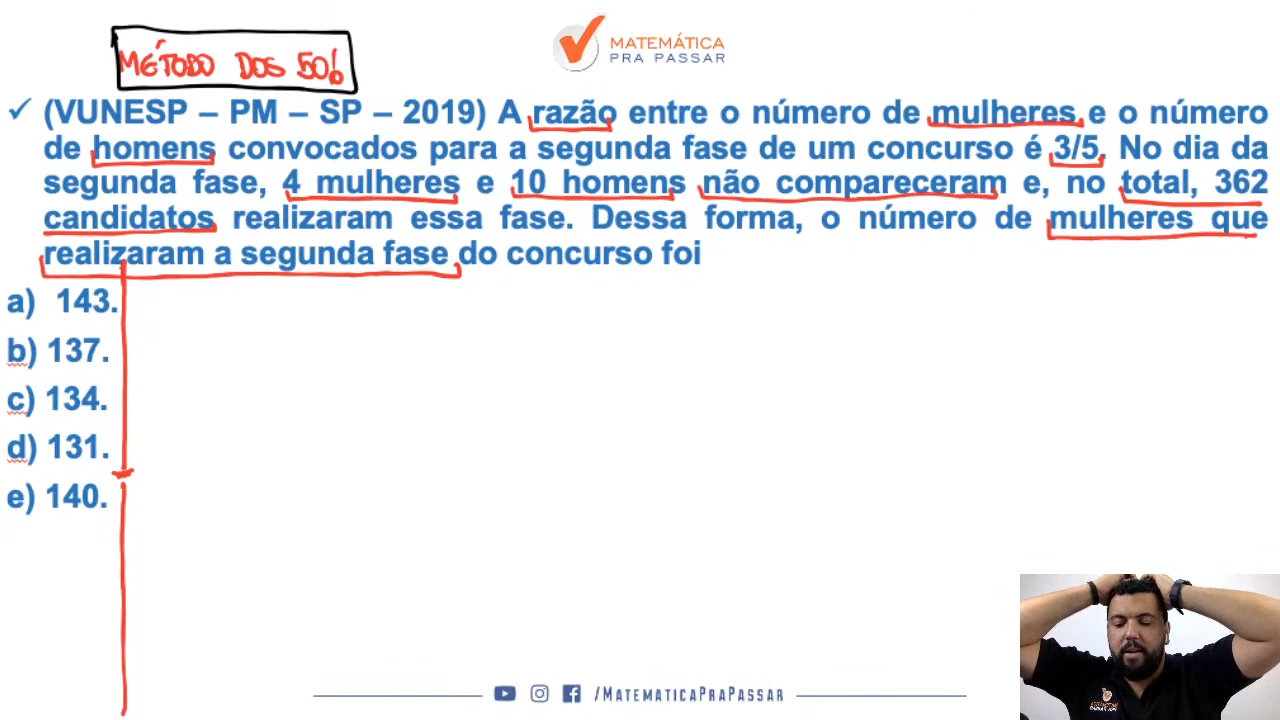 MÉTODO DOS 50!
MATEMÁTICA
PRA PASSAR
✓ (VUNESP – PM – SP – 2019) A razão entre o número de mulheres e o número
de homens convocados para a segunda fase de um concurso é 3/5. No dia da
segunda fase, 4 mulheres e 10 homens não compareceram e, no total, 362
candidatos realizaram essa fase. Dessa forma, o número de mulheres que
realizaram a segunda fase do concurso foi
a) 143.
b) 137.
c) 134.
d) 131.
e) 140.
/MATEMATICAPRAPASSAR